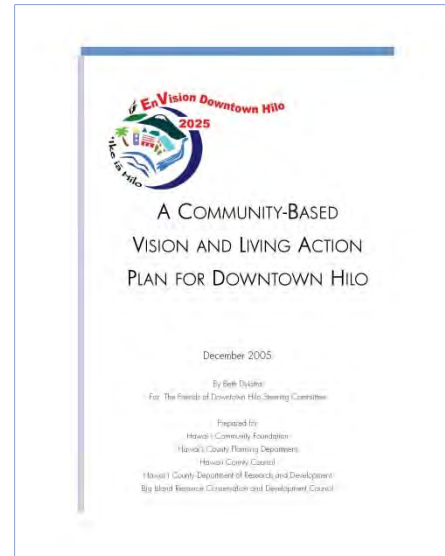 EnVision Downtown Hilo
2025
'Ike iā Hilo
A COMMUNITY-BASED
VISION AND LIVING ACTION
PLAN FOR DOWNTOWN HILO
December 2005
By Beth
For The Friends of Downtown Hilo Steering Committee
Prepared for
Hawai'i Community Foundation
Hawai'i County Planning Department
Hawai'i County Council
Hawai'i County Department of Research and Development
Big Island Resource Conservation and Development Council